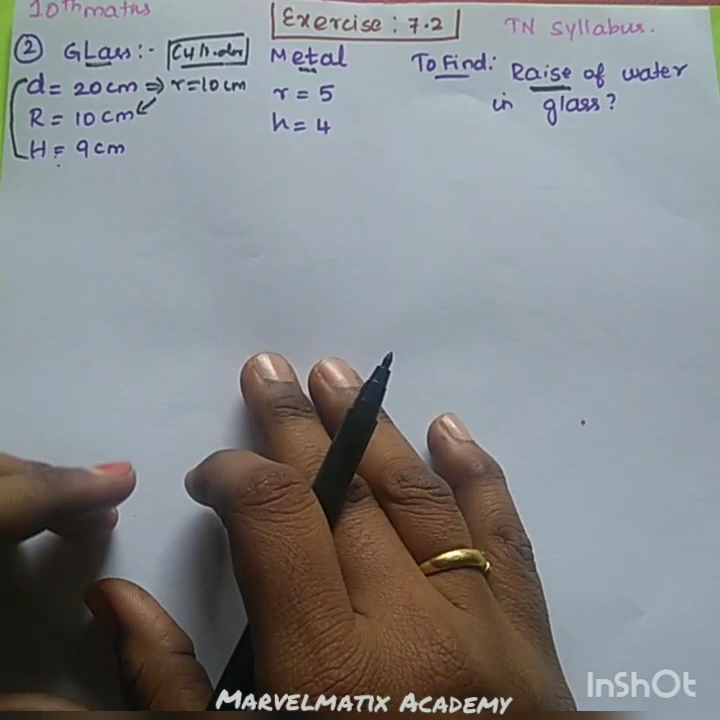 10th maths
Exercise: 7.2
TN Syllabus.
② GLass:- Cylinder Metal To Find: Raise of water
d = 20cm ⇒ r=10cm r = 5 in glass?
R = 10cm h = 4
H = 9cm
InShOt
MARVELMATIX ACADEMY